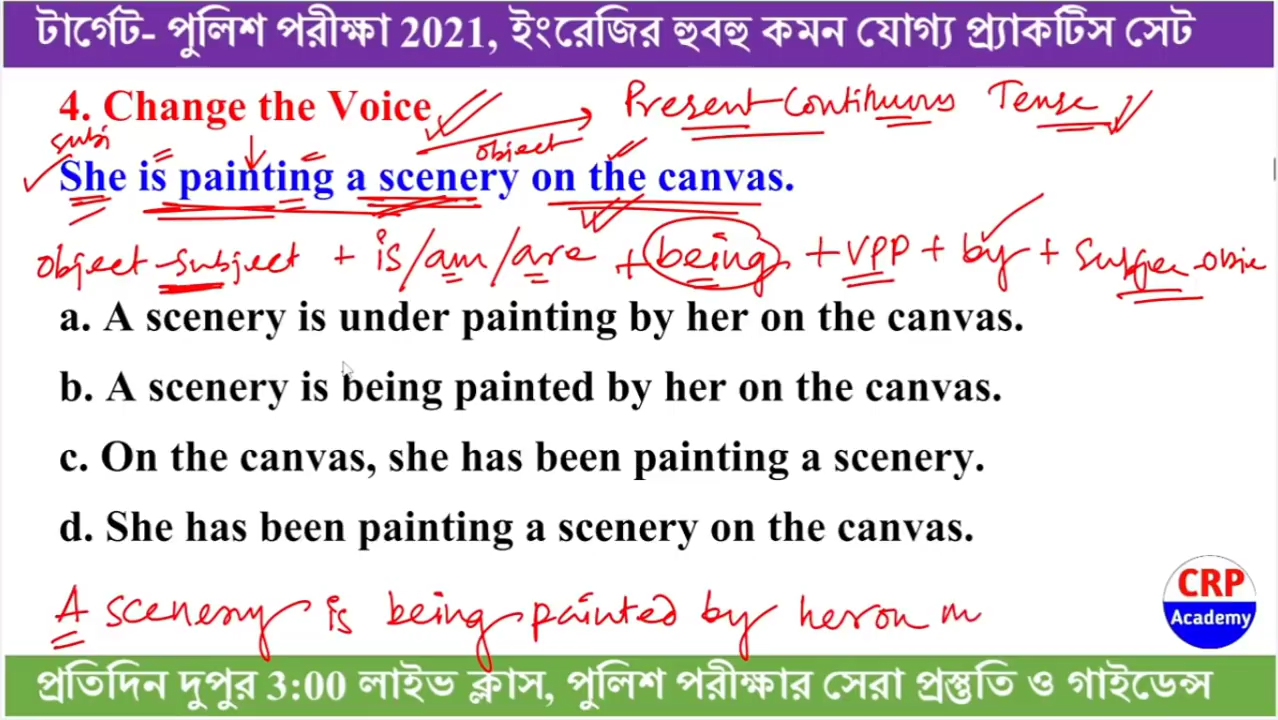 টার্গেট- পুলিশ পরীক্ষা 2021, ইংরেজির হুবহু কমন যোগ্য প্র্যাকটিস সেট
4. Change the Voice
Present Continuous Tense
subj
object
She is painting a scenery on the canvas.
object subject + is/am/are + being + VPP + by +
a. A scenery is under painting by her on the canvas.
b. A scenery is being painted by her on the canvas.
c. On the canvas, she has been painting a scenery.
d. She has been painting a scenery on the canvas.
A scenery is being painted by her on
CRP
Academy
প্রতিদিন দুপুর 3:00 লাইভ ক্লাস, পুলিশ পরীক্ষার সেরা প্রস্তুতি ও গাইডেন্স